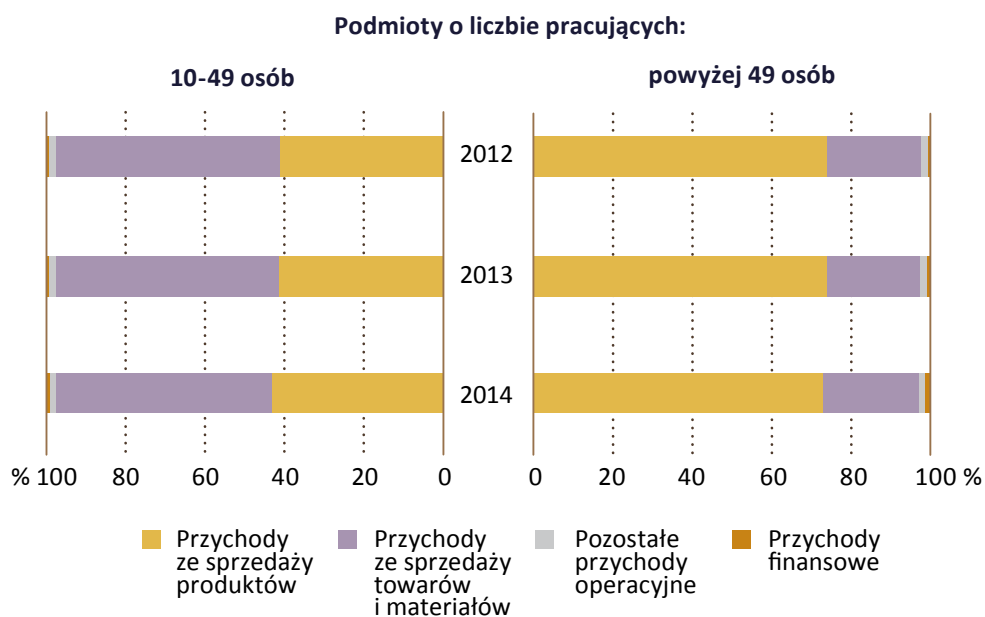 Podmioty o liczbie pracujących:
10-49 osób
powyżej 49 osób
2012
2013
2014
% 100 80 60 40 20 0
0 20 40 60 80 100 %
Przychody
ze sprzedaży
produktów
Przychody
ze sprzedaży
towarów
i materiałów
Pozostałe
przychody
operacyjne
Przychody
finansowe